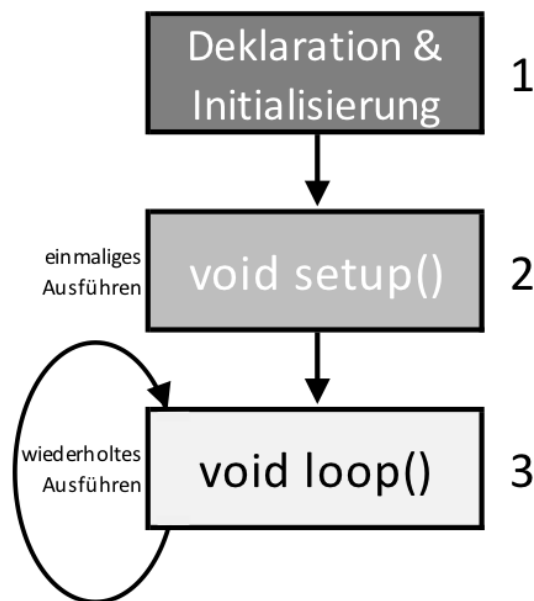 Deklaration &
Initialisierung
1
einmaliges
Ausführen
void setup()
2
wiederholtes
Ausführen
void loop()
3